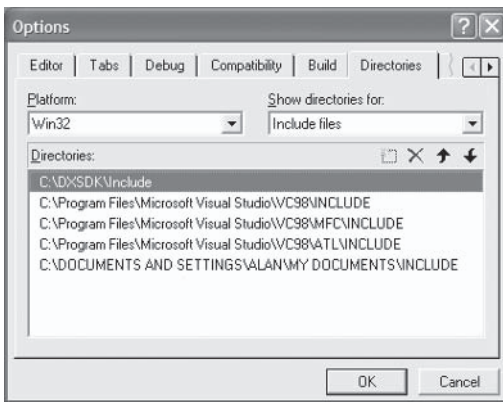 Options
Editor Tabs Debug Compatibility Build Directories
Platform: Show directories for:
Win32 Include files
Directories:
C:\DXSDK\Include
C:\Program Files\Microsoft Visual Studio\VC98\INCLUDE
C:\Program Files\Microsoft Visual Studio\VC98\MFC\INCLUDE
C:\Program Files\Microsoft Visual Studio\VC98\ATL\INCLUDE
C:\DOCUMENTS AND SETTINGS\ALAN\MY DOCUMENTS\INCLUDE
OK Cancel